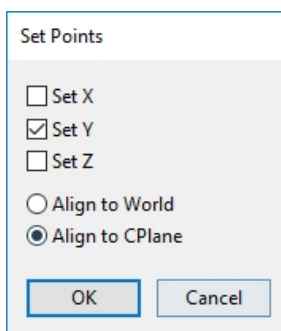 Set Points
Set X
Set Y
Set Z
Align to World
Align to CPlane
OK
Cancel